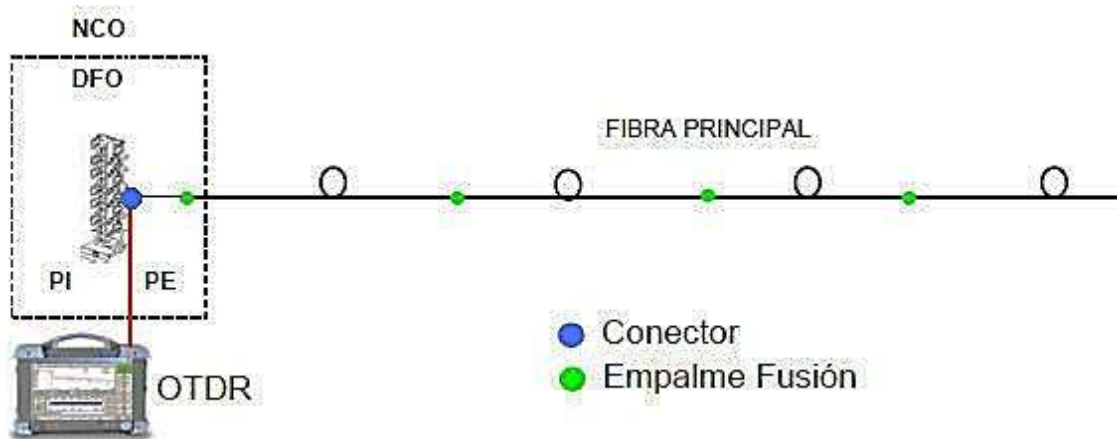 NCO
DFO
FIBRA PRINCIPAL
PI
PE
OTDR
Conector
Empalme Fusión